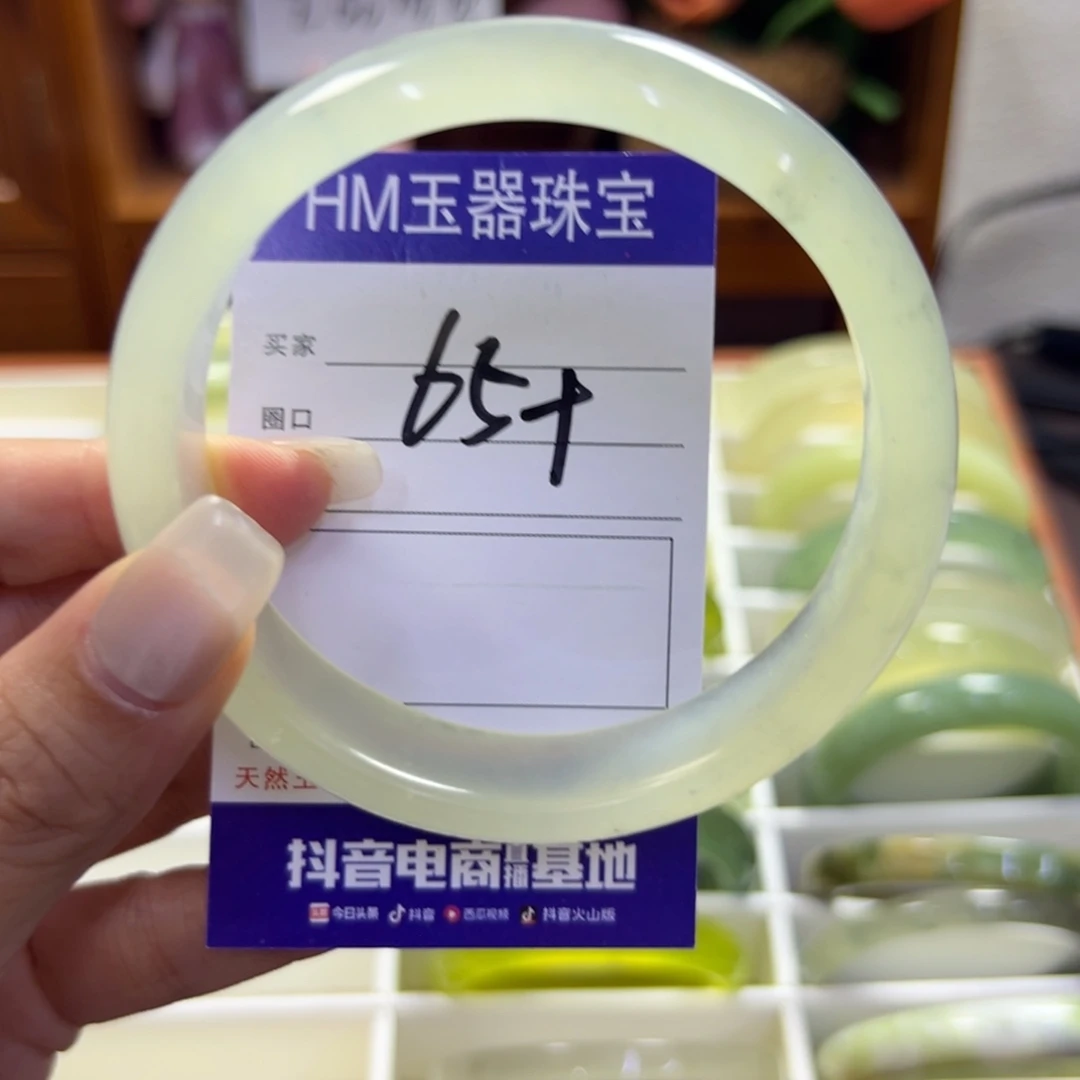 HM玉器珠宝
买家
65+
圈口
天然玉
抖音电商直播基地
今日头条 抖音 西瓜视频 抖音火山版